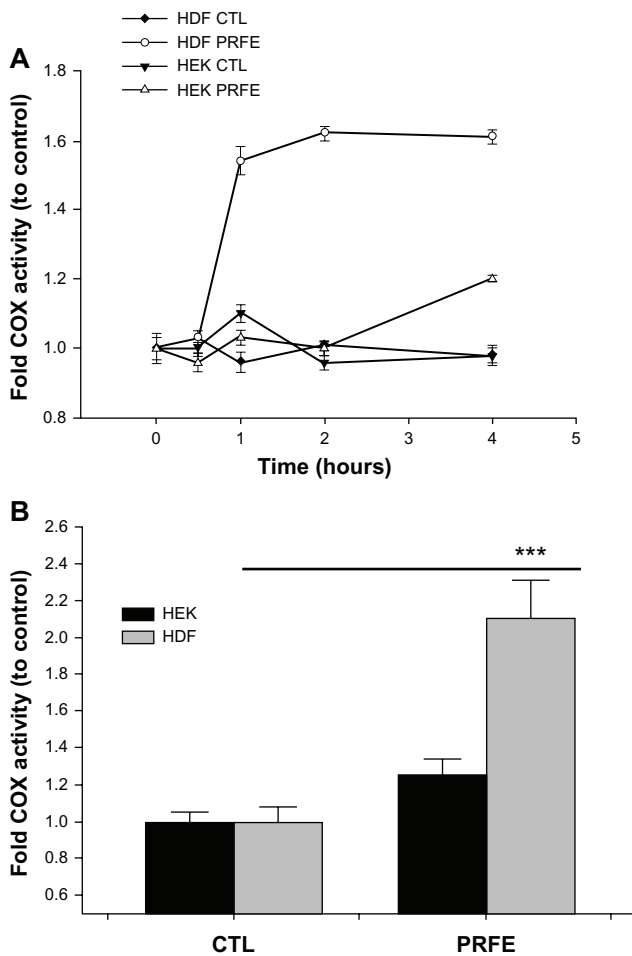 HDF CTL
HDF PRFE
HEK CTL
HEK PRFE
A
1.8
1.6
1.4
1.2
1.0
0.8
Fold COX activity (to control)
0 1 2 3 4 5
Time (hours)
B
2.6
2.4
2.2
2.0
1.8
1.6
1.4
1.2
1.0
0.8
0.6
Fold COX activity (to control)
***
HEK
HDF
CTL PRFE